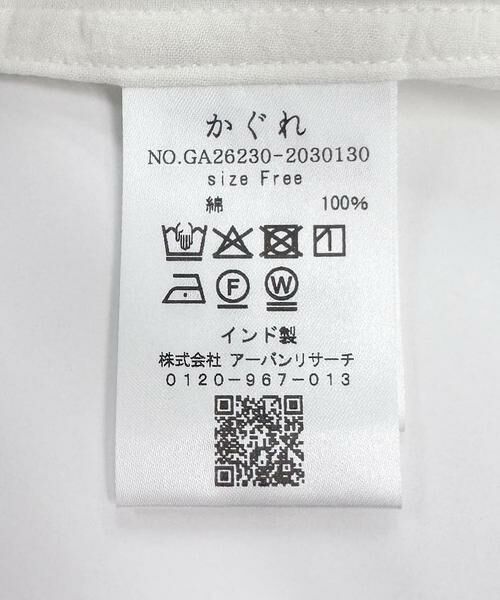 かぐれ
NO.GA26230-2030130
size Free
綿 100%
F W
インド製
株式会社 アーバンリサーチ
0120-967-013